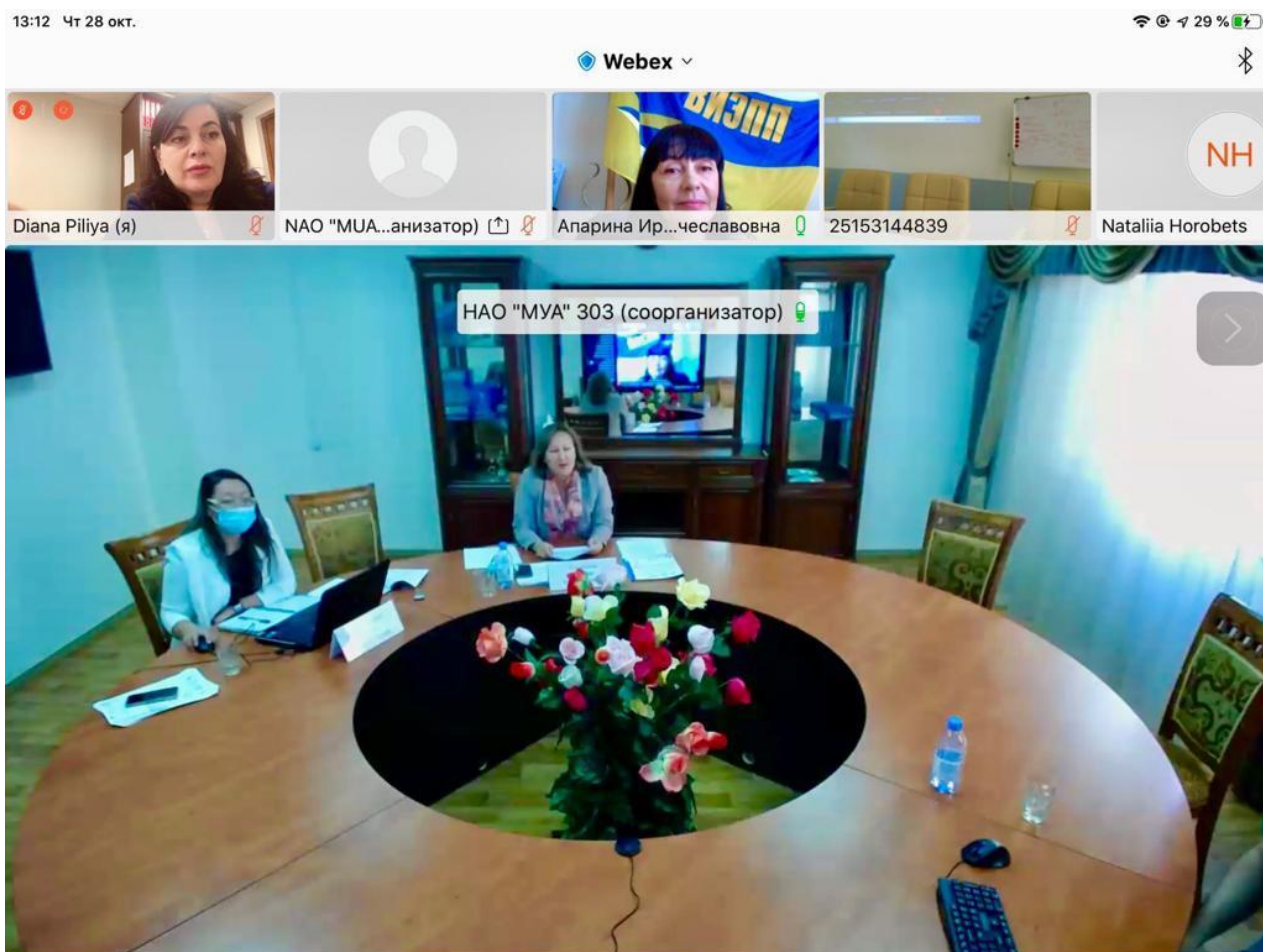 13:12 Чт 28 окт.
29 %
Webex
ВИЭПП
NH
Diana Piliya (я)
NAO "MUA...анизатор)
Апарина Ир...чеславовна
25153144839
Nataliia Horobets
НАО "МУА" 303 (соорганизатор)